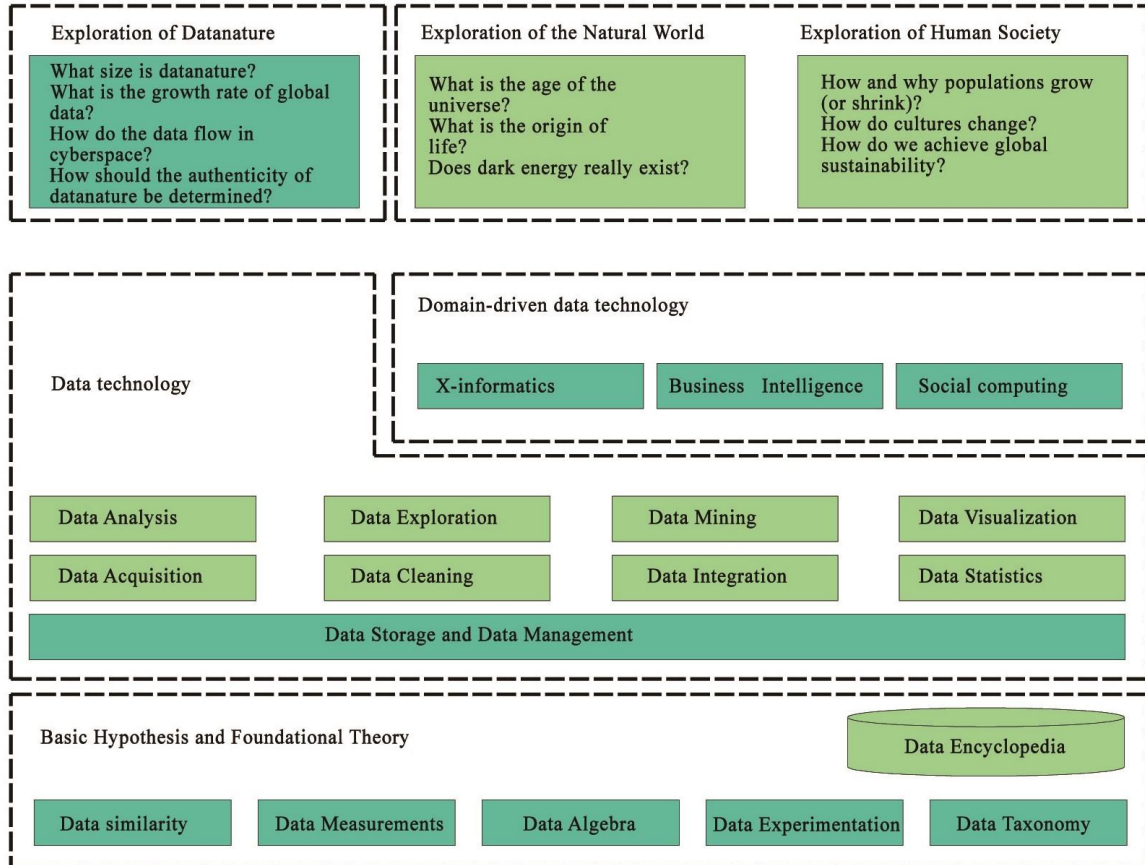 Exploration of Datanature
What size is datanature?
What is the growth rate of global
data?
How do the data flow in
cyberspace?
How should the authenticity of
datanature be determined?
Exploration of the Natural World
What is the age of the
universe?
What is the origin of
life?
Does dark energy really exist?
Exploration of Human Society
How and why populations grow
(or shrink)?
How do cultures change?
How do we achieve global
sustainability?
Data technology
Domain-driven data technology
X-informatics
Business Intelligence
Social computing
Data Analysis
Data Exploration
Data Mining
Data Visualization
Data Acquisition
Data Cleaning
Data Integration
Data Statistics
Data Storage and Data Management
Basic Hypothesis and Foundational Theory
Data Encyclopedia
Data similarity
Data Measurements
Data Algebra
Data Experimentation
Data Taxonomy